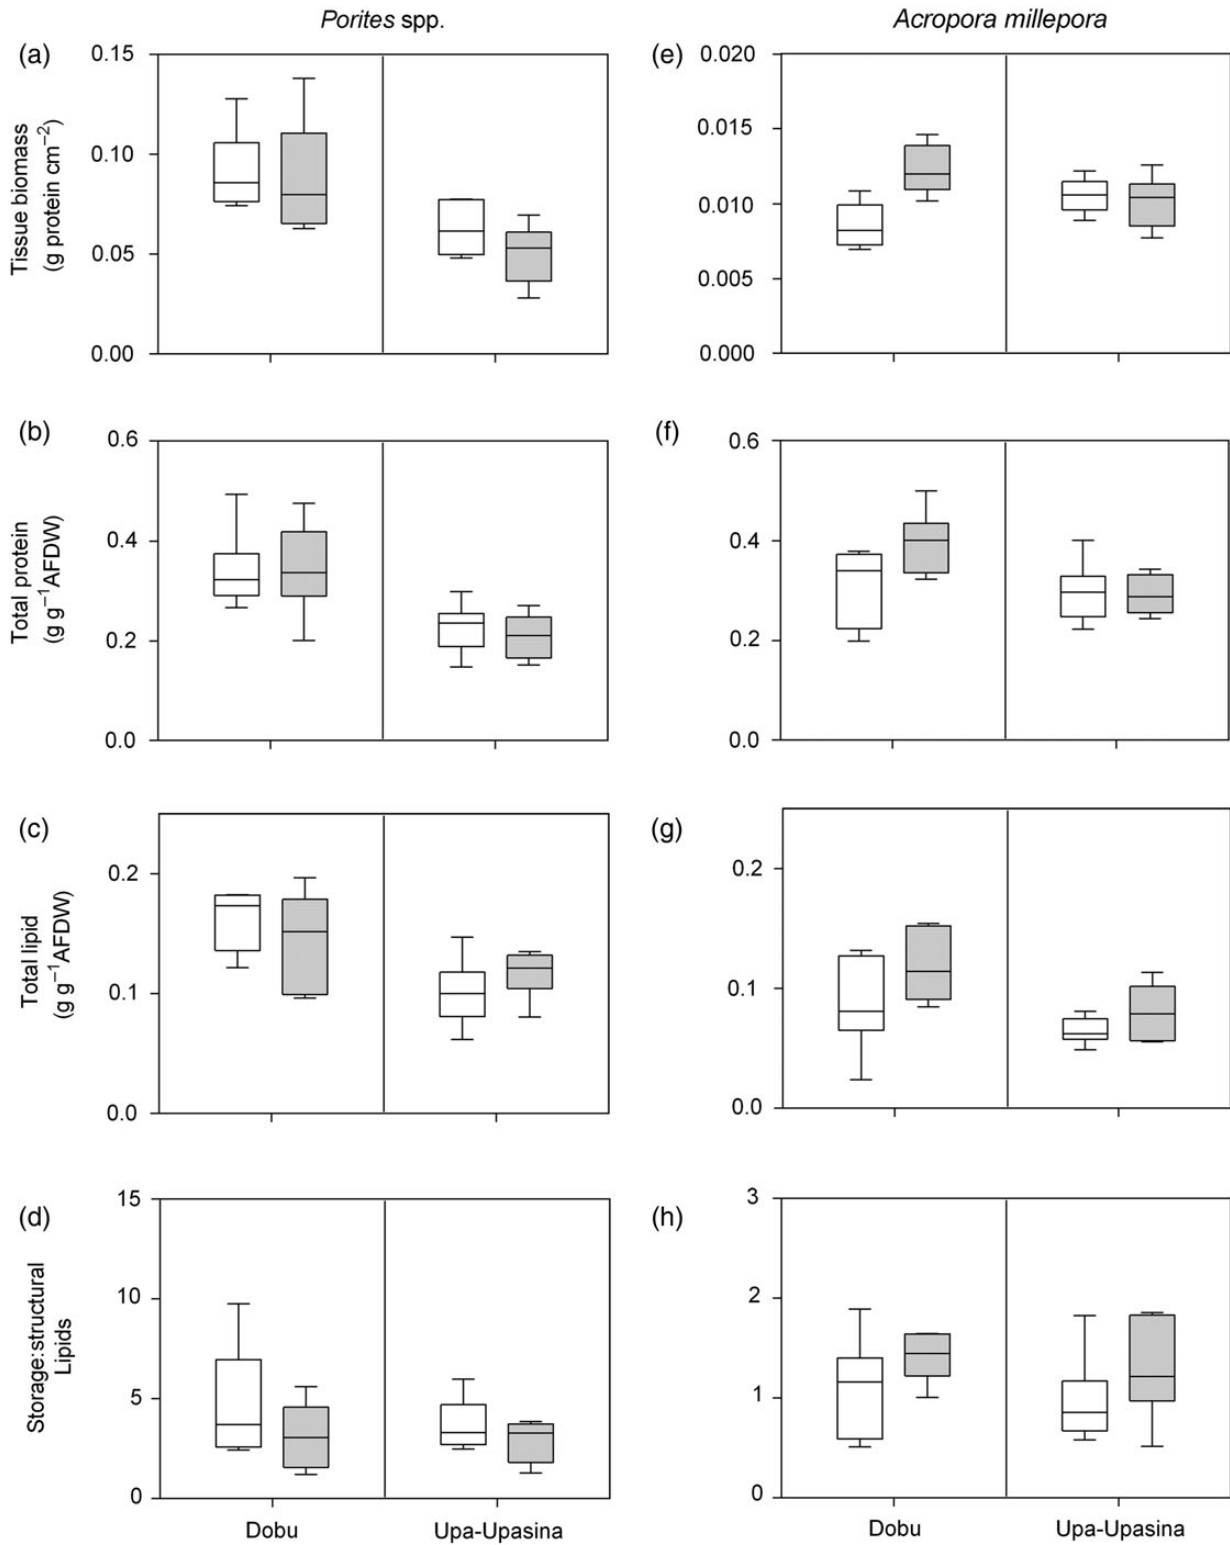 Porites spp.
Acropora millepora
(a)
Tissue biomass
(g protein cm⁻²)
0.15
0.10
0.05
0.00
(e)
0.020
0.015
0.010
0.005
0.000
(b)
Total protein
(g g⁻¹AFDW)
0.6
0.4
0.2
0.0
(f)
0.6
0.4
0.2
0.0
(c)
Total lipid
(g g⁻¹AFDW)
0.2
0.1
0.0
(g)
0.2
0.1
0.0
(d)
Storage:structural
Lipids
15
10
5
0
Dobu
Upa-Upasina
(h)
3
2
1
0
Dobu
Upa-Upasina